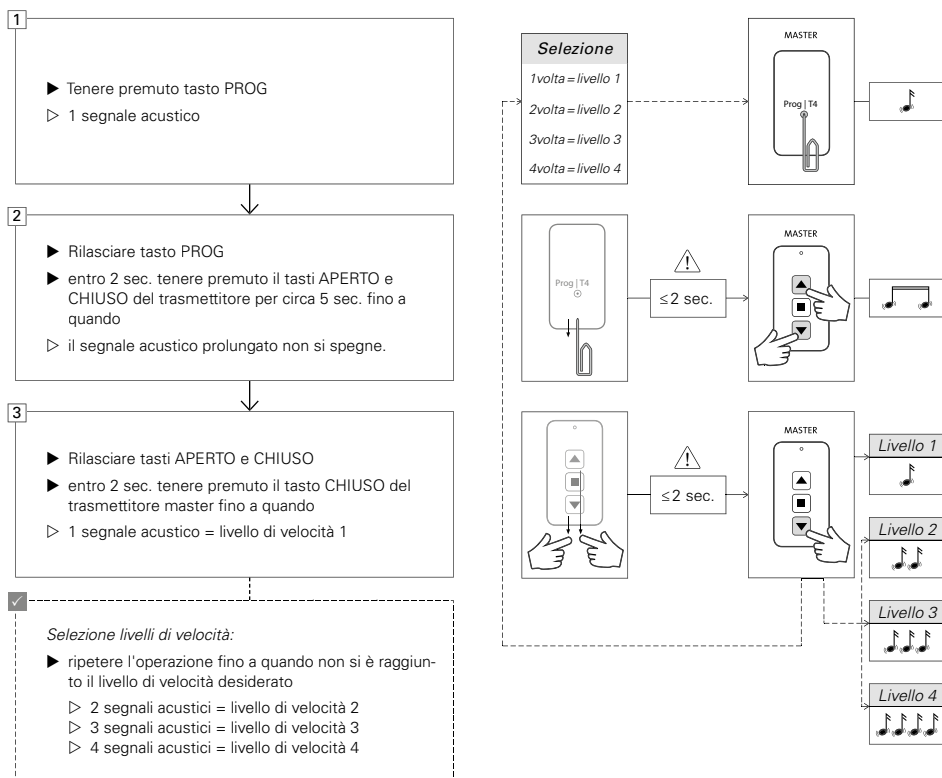 1
▶ Tenere premuto tasto PROG
▷ 1 segnale acustico
2
▶ Rilasciare tasto PROG
▶ entro 2 sec. tenere premuto il tasti APERTO e
CHIUSO del trasmettitore per circa 5 sec. fino a
quando
▷ il segnale acustico prolungato non si spegne.
3
▶ Rilasciare tasti APERTO e CHIUSO
▶ entro 2 sec. tenere premuto il tasto CHIUSO del
trasmettitore master fino a quando
▷ 1 segnale acustico = livello di velocità 1
Selezione livelli di velocità:
▶ ripetere l'operazione fino a quando non si è raggiun-
to il livello di velocità desiderato
▷ 2 segnali acustici = livello di velocità 2
▷ 3 segnali acustici = livello di velocità 3
▷ 4 segnali acustici = livello di velocità 4
Selezione
1volta=livello 1
2volta=livello 2
3volta=livello 3
4volta=livello 4
MASTER
Prog | T4
Prog | T4
≤2 sec.
MASTER
≤2 sec.
MASTER
Livello 1
Livello 2
Livello 3
Livello 4